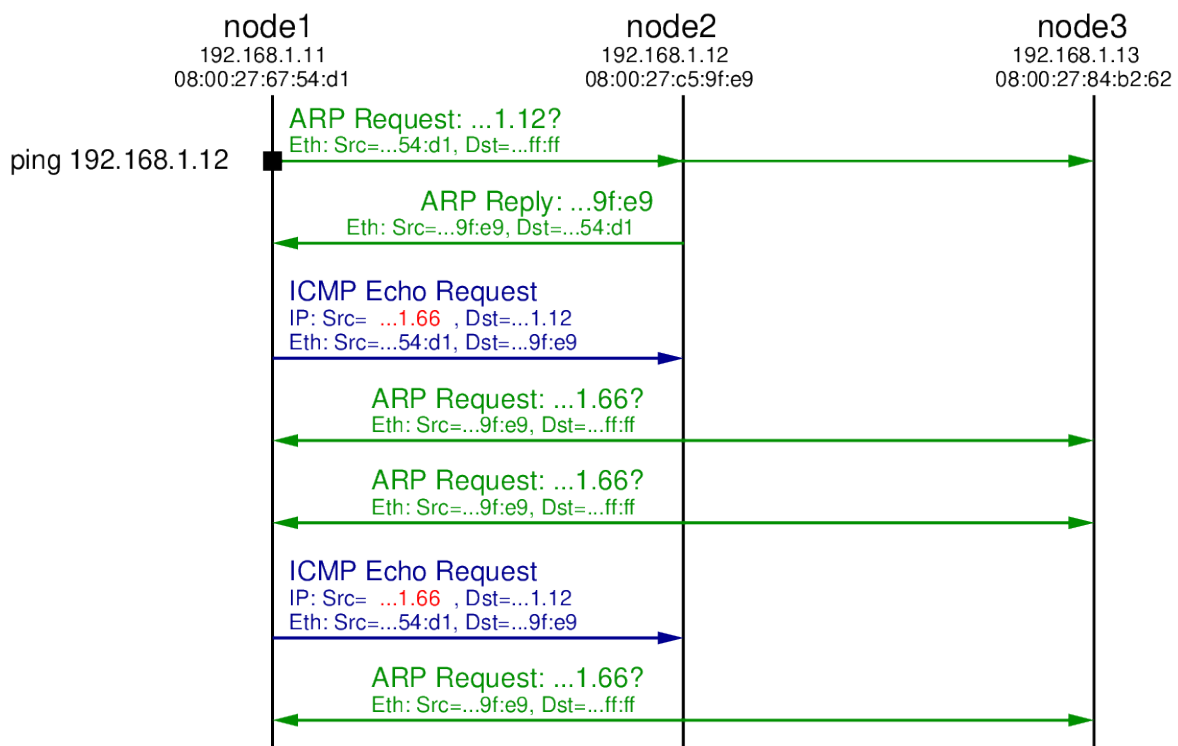 node1
192.168.1.11
08:00:27:67:54:d1
node2
192.168.1.12
08:00:27:c5:9f:e9
node3
192.168.1.13
08:00:27:84:b2:62
ARP Request: ...1.12?
Eth: Src=...54:d1, Dst=...ff:ff
ping 192.168.1.12
ARP Reply: ...9f:e9
Eth: Src=...9f:e9, Dst=...54:d1
ICMP Echo Request
IP: Src= ...1.66 , Dst=...1.12
Eth: Src=...54:d1, Dst=...9f:e9
ARP Request: ...1.66?
Eth: Src=...9f:e9, Dst=...ff:ff
ARP Request: ...1.66?
Eth: Src=...9f:e9, Dst=...ff:ff
ICMP Echo Request
IP: Src= ...1.66 , Dst=...1.12
Eth: Src=...54:d1, Dst=...9f:e9
ARP Request: ...1.66?
Eth: Src=...9f:e9, Dst=...ff:ff